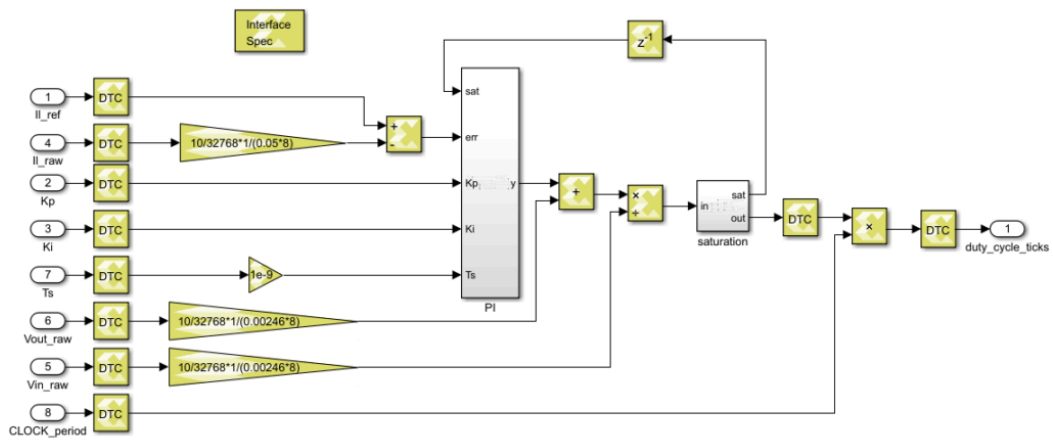 Interface
Spec
z⁻¹
1
DTC
Il_ref
sat
+
-
4
DTC
10/32768*1/(0.05*8)
Il_raw
err
2
DTC
Kp
Kp
y
+
×
÷
in
sat
out
saturation
DTC
×
DTC
1
duty_cycle_ticks
3
DTC
Ki
Ki
7
DTC
1e-9
Ts
Ts
PI
6
DTC
10/32768*1/(0.00246*8)
Vout_raw
5
DTC
10/32768*1/(0.00246*8)
Vin_raw
8
DTC
CLOCK_period